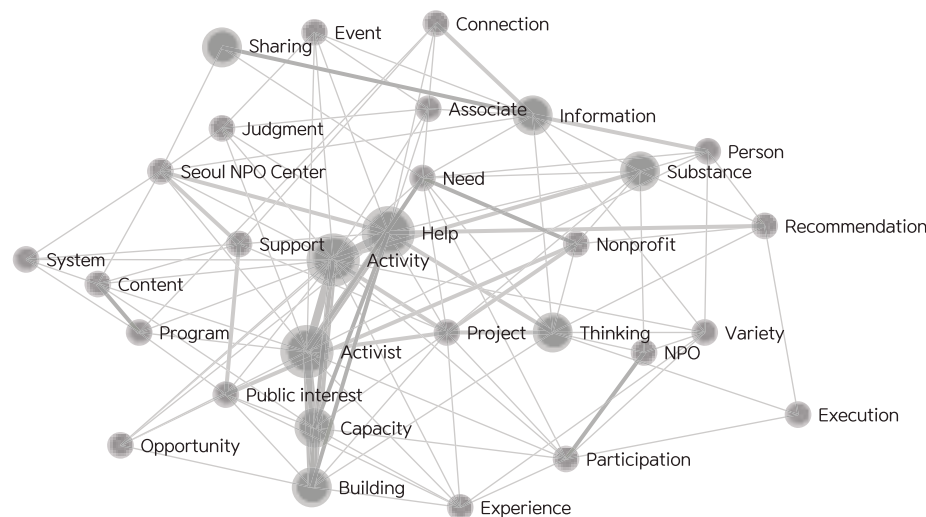 Connection
Event
Sharing
Associate
Information
Judgment
Person
Seoul NPO Center
Need
Substance
Recommendation
Help
Support
Nonprofit
System
Activity
Content
Program
Project
Thinking
Variety
Activist
NPO
Public interest
Execution
Capacity
Opportunity
Participation
Building
Experience